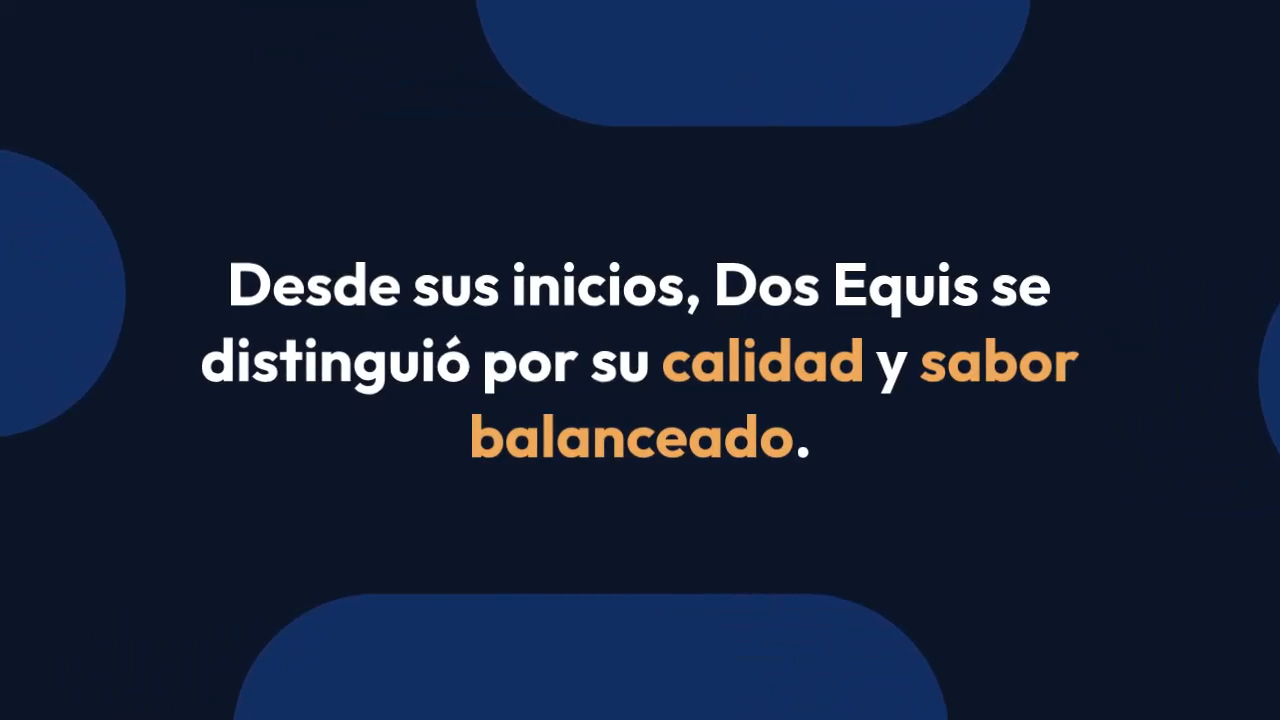 Desde sus inicios, Dos Equis se
distinguió por su calidad y sabor
balanceado.